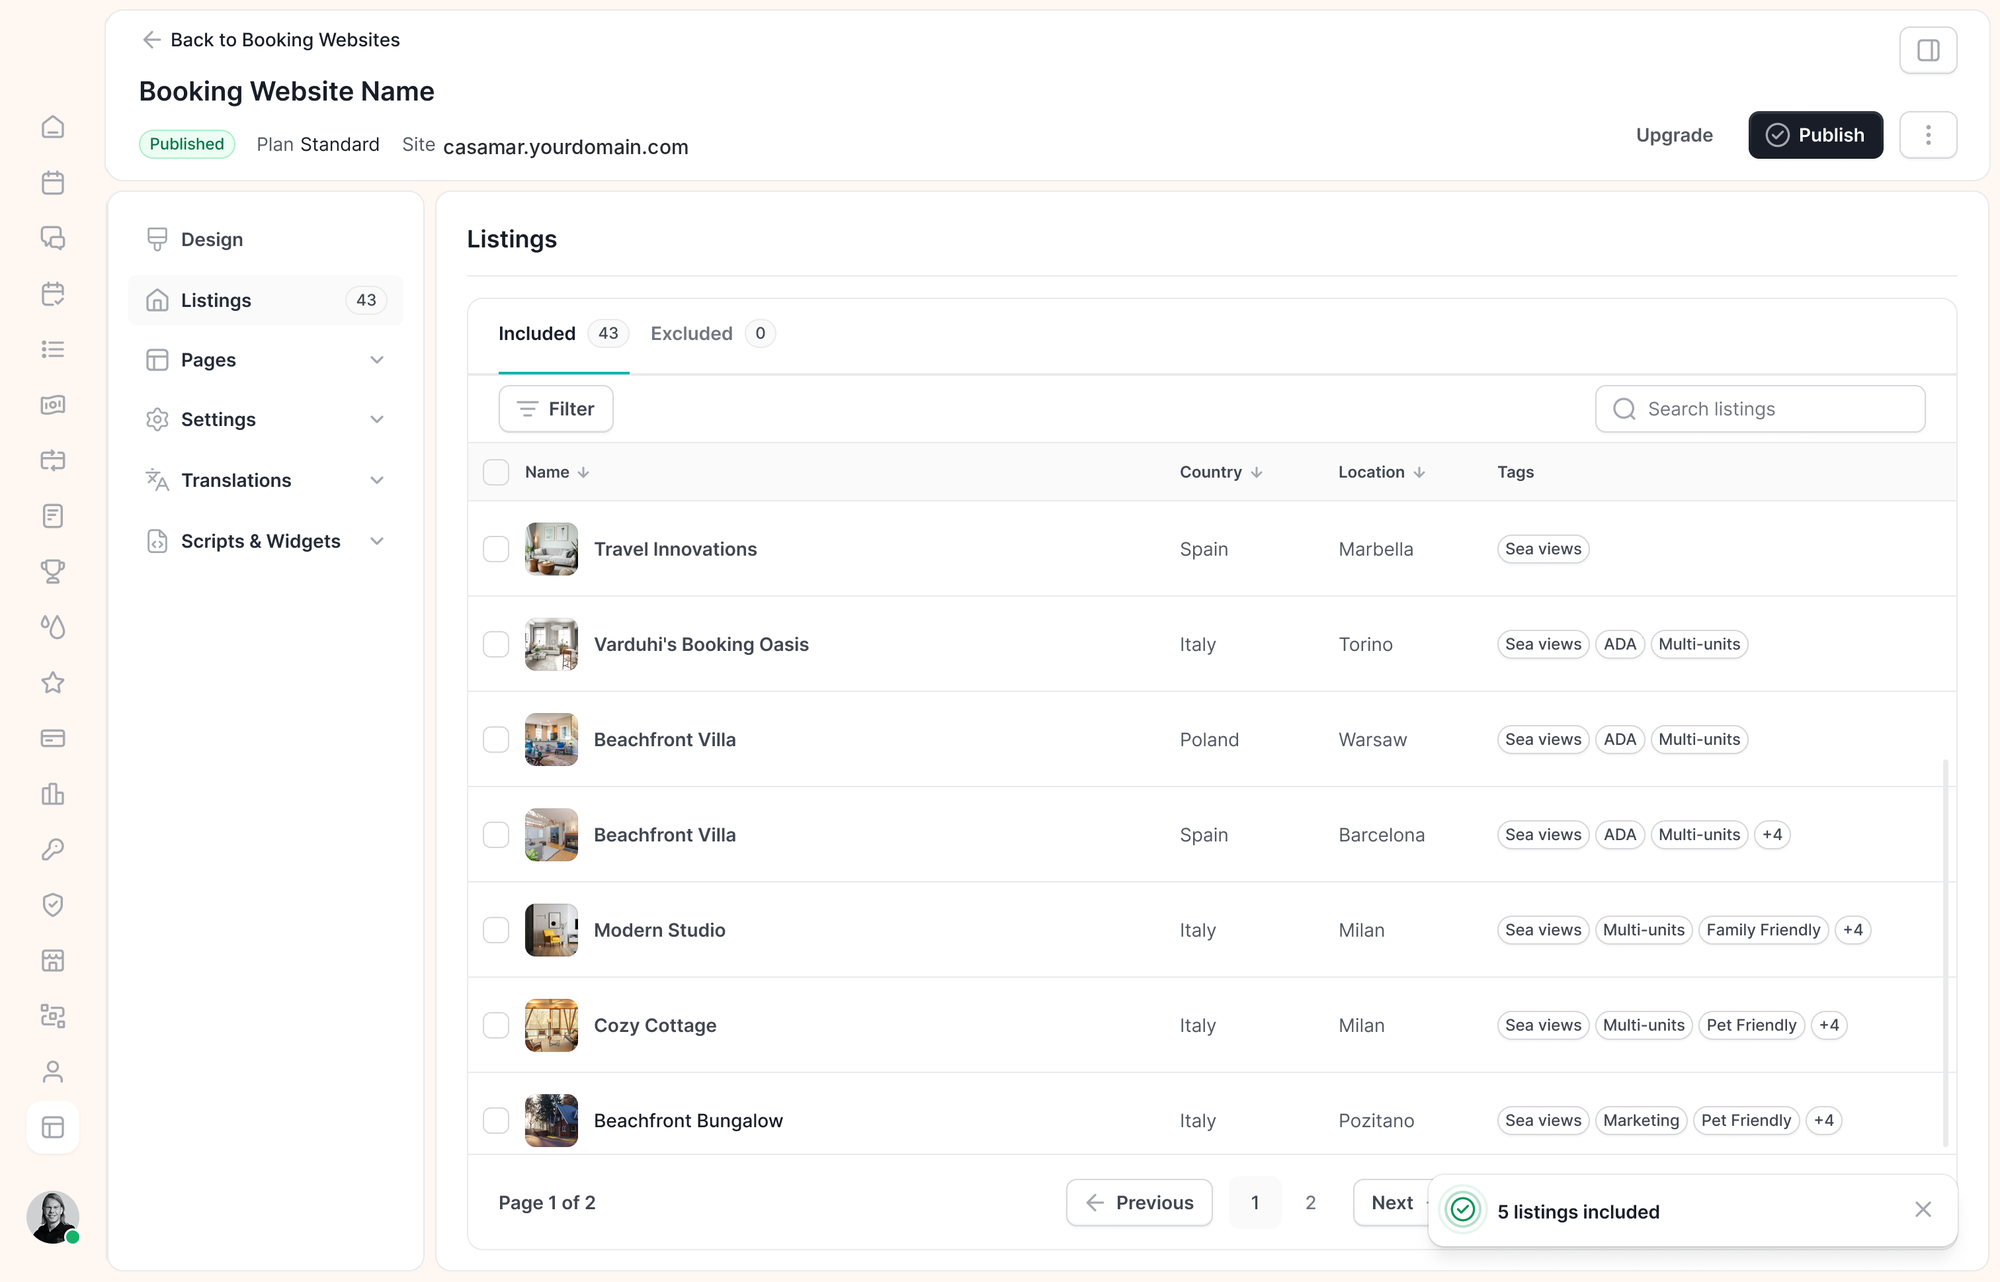 Back to Booking Websites
Booking Website Name
Published Plan Standard Site casamar.yourdomain.com
Upgrade Publish
Design
Listings 43
Pages
Settings
Translations
Scripts & Widgets
Listings
Included 43 Excluded 0
Filter Search listings
Name Country Location Tags
Travel Innovations Spain Marbella Sea views
Varduhi's Booking Oasis Italy Torino Sea views ADA Multi-units
Beachfront Villa Poland Warsaw Sea views ADA Multi-units
Beachfront Villa Spain Barcelona Sea views ADA Multi-units +4
Modern Studio Italy Milan Sea views Multi-units Family Friendly +4
Cozy Cottage Italy Milan Sea views Multi-units Pet Friendly +4
Beachfront Bungalow Italy Pozitano Sea views Marketing Pet Friendly +4
Page 1 of 2 Previous 1 2 Next
5 listings included